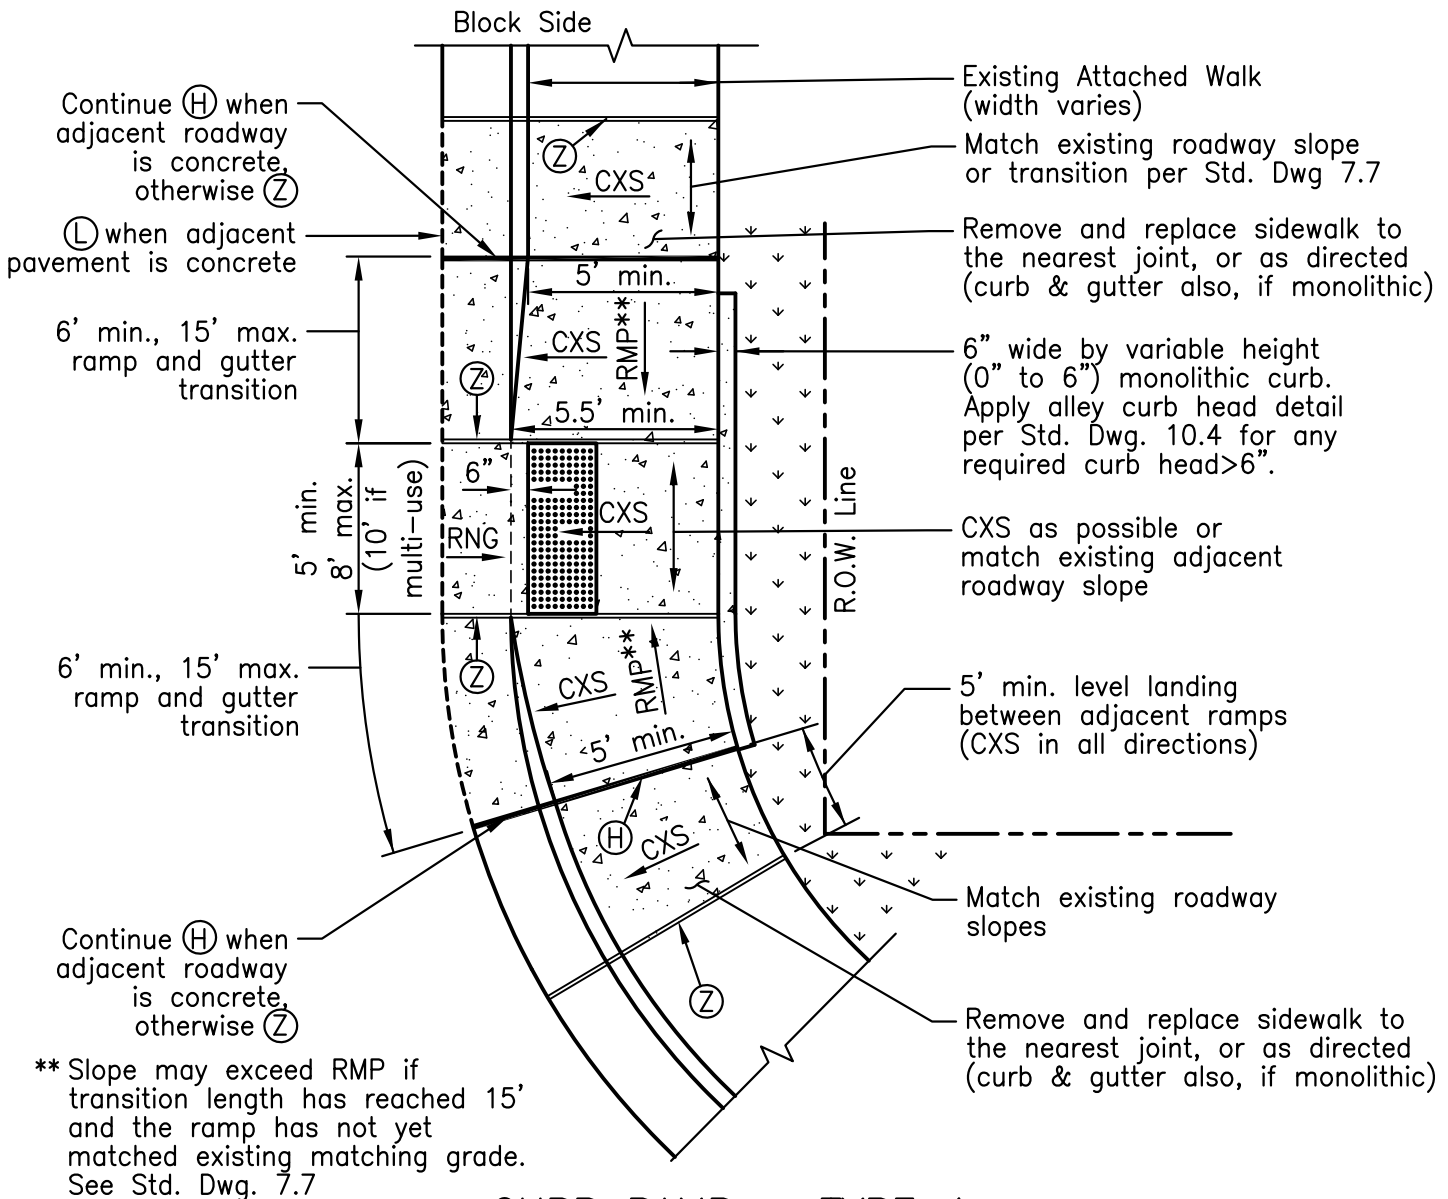 Block Side
Continue H when
adjacent roadway
is concrete,
otherwise Z
L when adjacent
pavement is concrete
6' min., 15' max.
ramp and gutter
transition
5' min.
8' max.
(10' if
multi-use)
6' min., 15' max.
ramp and gutter
transition
Continue H when
adjacent roadway
is concrete,
otherwise Z
** Slope may exceed RMP if
transition length has reached 15'
and the ramp has not yet
matched existing matching grade.
See Std. Dwg. 7.7
Z
CXS
5' min.
CXS
RMP**
Z
5.5' min.
6"
CXS
RNG
Z
CXS
RMP**
5' min.
H
CXS
Z
R.O.W. Line
Existing Attached Walk
(width varies)
Match existing roadway slope
or transition per Std. Dwg 7.7
Remove and replace sidewalk to
the nearest joint, or as directed
(curb & gutter also, if monolithic)
6" wide by variable height
(0" to 6") monolithic curb.
Apply alley curb head detail
per Std. Dwg. 10.4 for any
required curb head>6".
CXS as possible or
match existing adjacent
roadway slope
5' min. level landing
between adjacent ramps
(CXS in all directions)
Match existing roadway
slopes
Remove and replace sidewalk to
the nearest joint, or as directed
(curb & gutter also, if monolithic)